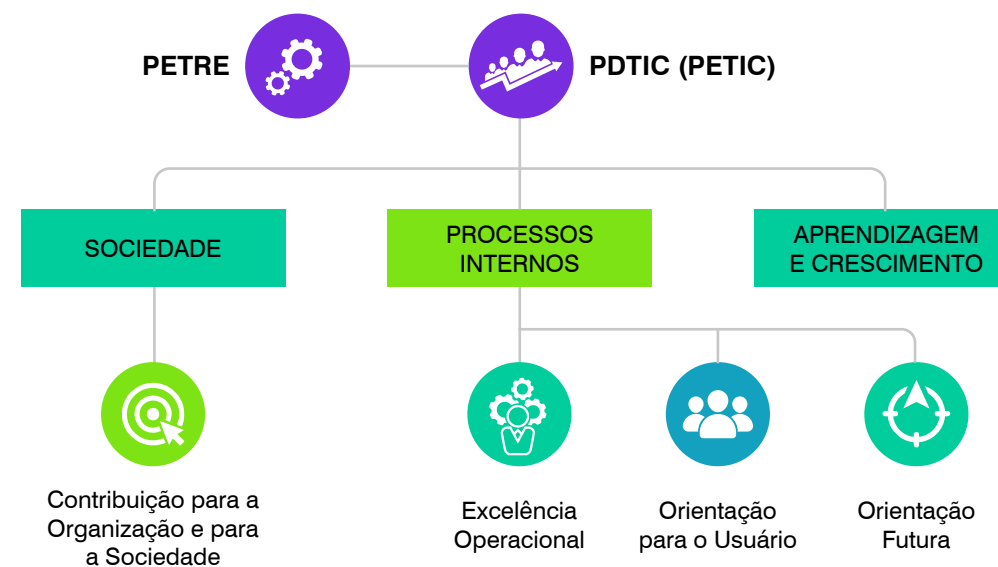 PETRE
PDTIC (PETIC)
SOCIEDADE
PROCESSOS
INTERNOS
APRENDIZAGEM
E CRESCIMENTO
Contribuição para a
Organização e para
a Sociedade
Excelência
Operacional
Orientação
para o Usuário
Orientação
Futura